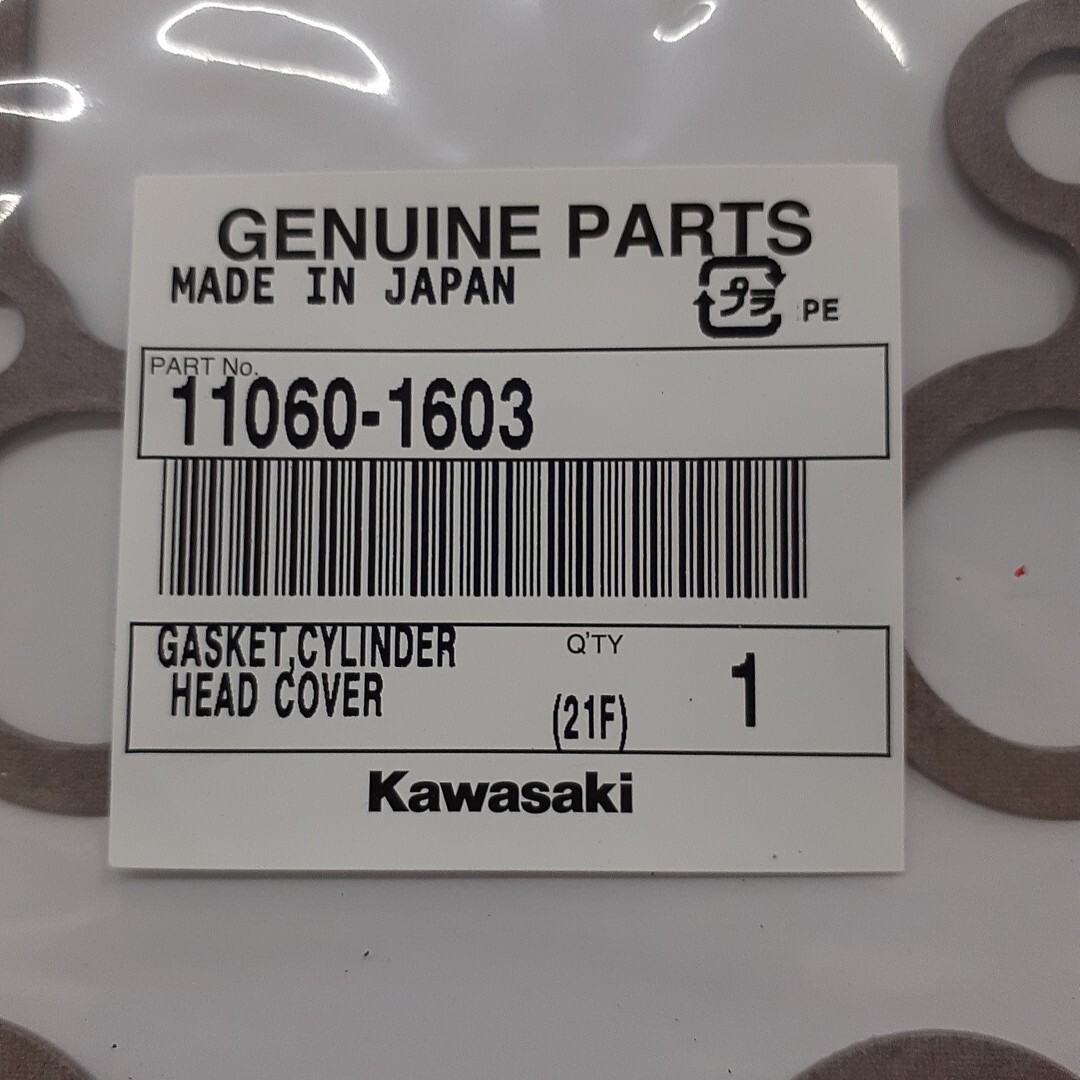 GENUINE PARTS
MADE IN JAPAN
プラ PE
PART No.
11060-1603
GASKET,CYLINDER
HEAD COVER
Q'TY
(21F)
1
Kawasaki